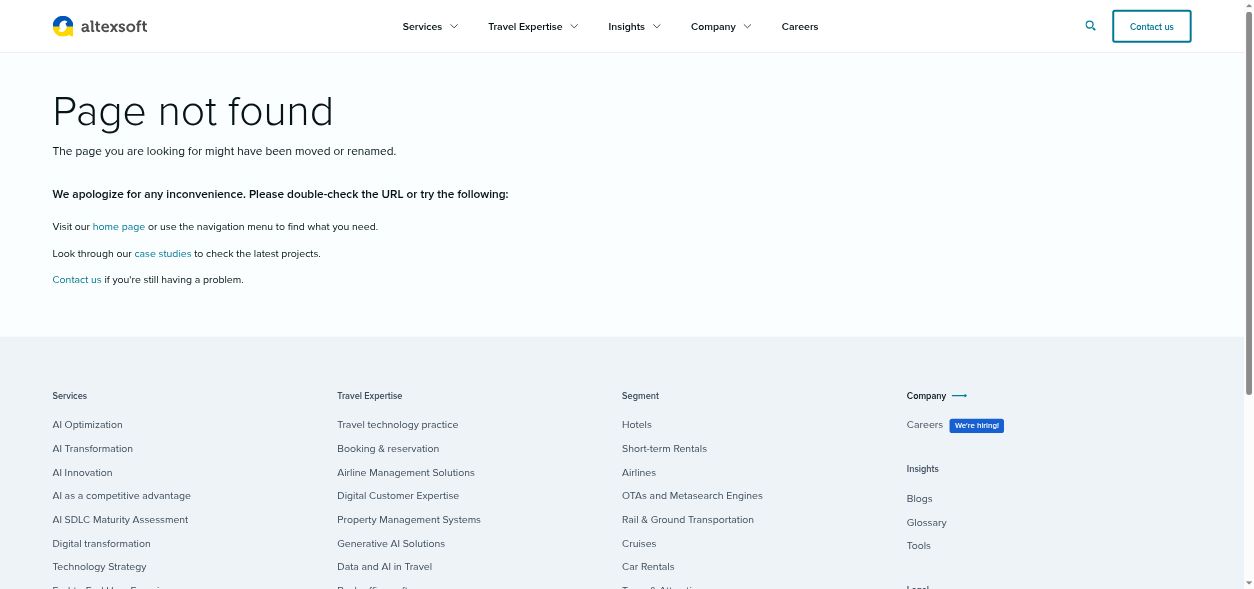 altexsoft
Services
Travel Expertise
Insights
Company
Careers
Contact us
Page not found
The page you are looking for might have been moved or renamed.
We apologize for any inconvenience. Please double-check the URL or try the following:
Visit our home page or use the navigation menu to find what you need.
Look through our case studies to check the latest projects.
Contact us if you're still having a problem.
Services
AI Optimization
AI Transformation
AI Innovation
AI as a competitive advantage
AI SDLC Maturity Assessment
Digital transformation
Technology Strategy
Travel Expertise
Travel technology practice
Booking & reservation
Airline Management Solutions
Digital Customer Expertise
Property Management Systems
Generative AI Solutions
Data and AI in Travel
Segment
Hotels
Short-term Rentals
Airlines
OTAs and Metasearch Engines
Rail & Ground Transportation
Cruises
Car Rentals
Company
Careers We're hiring!
Insights
Blogs
Glossary
Tools